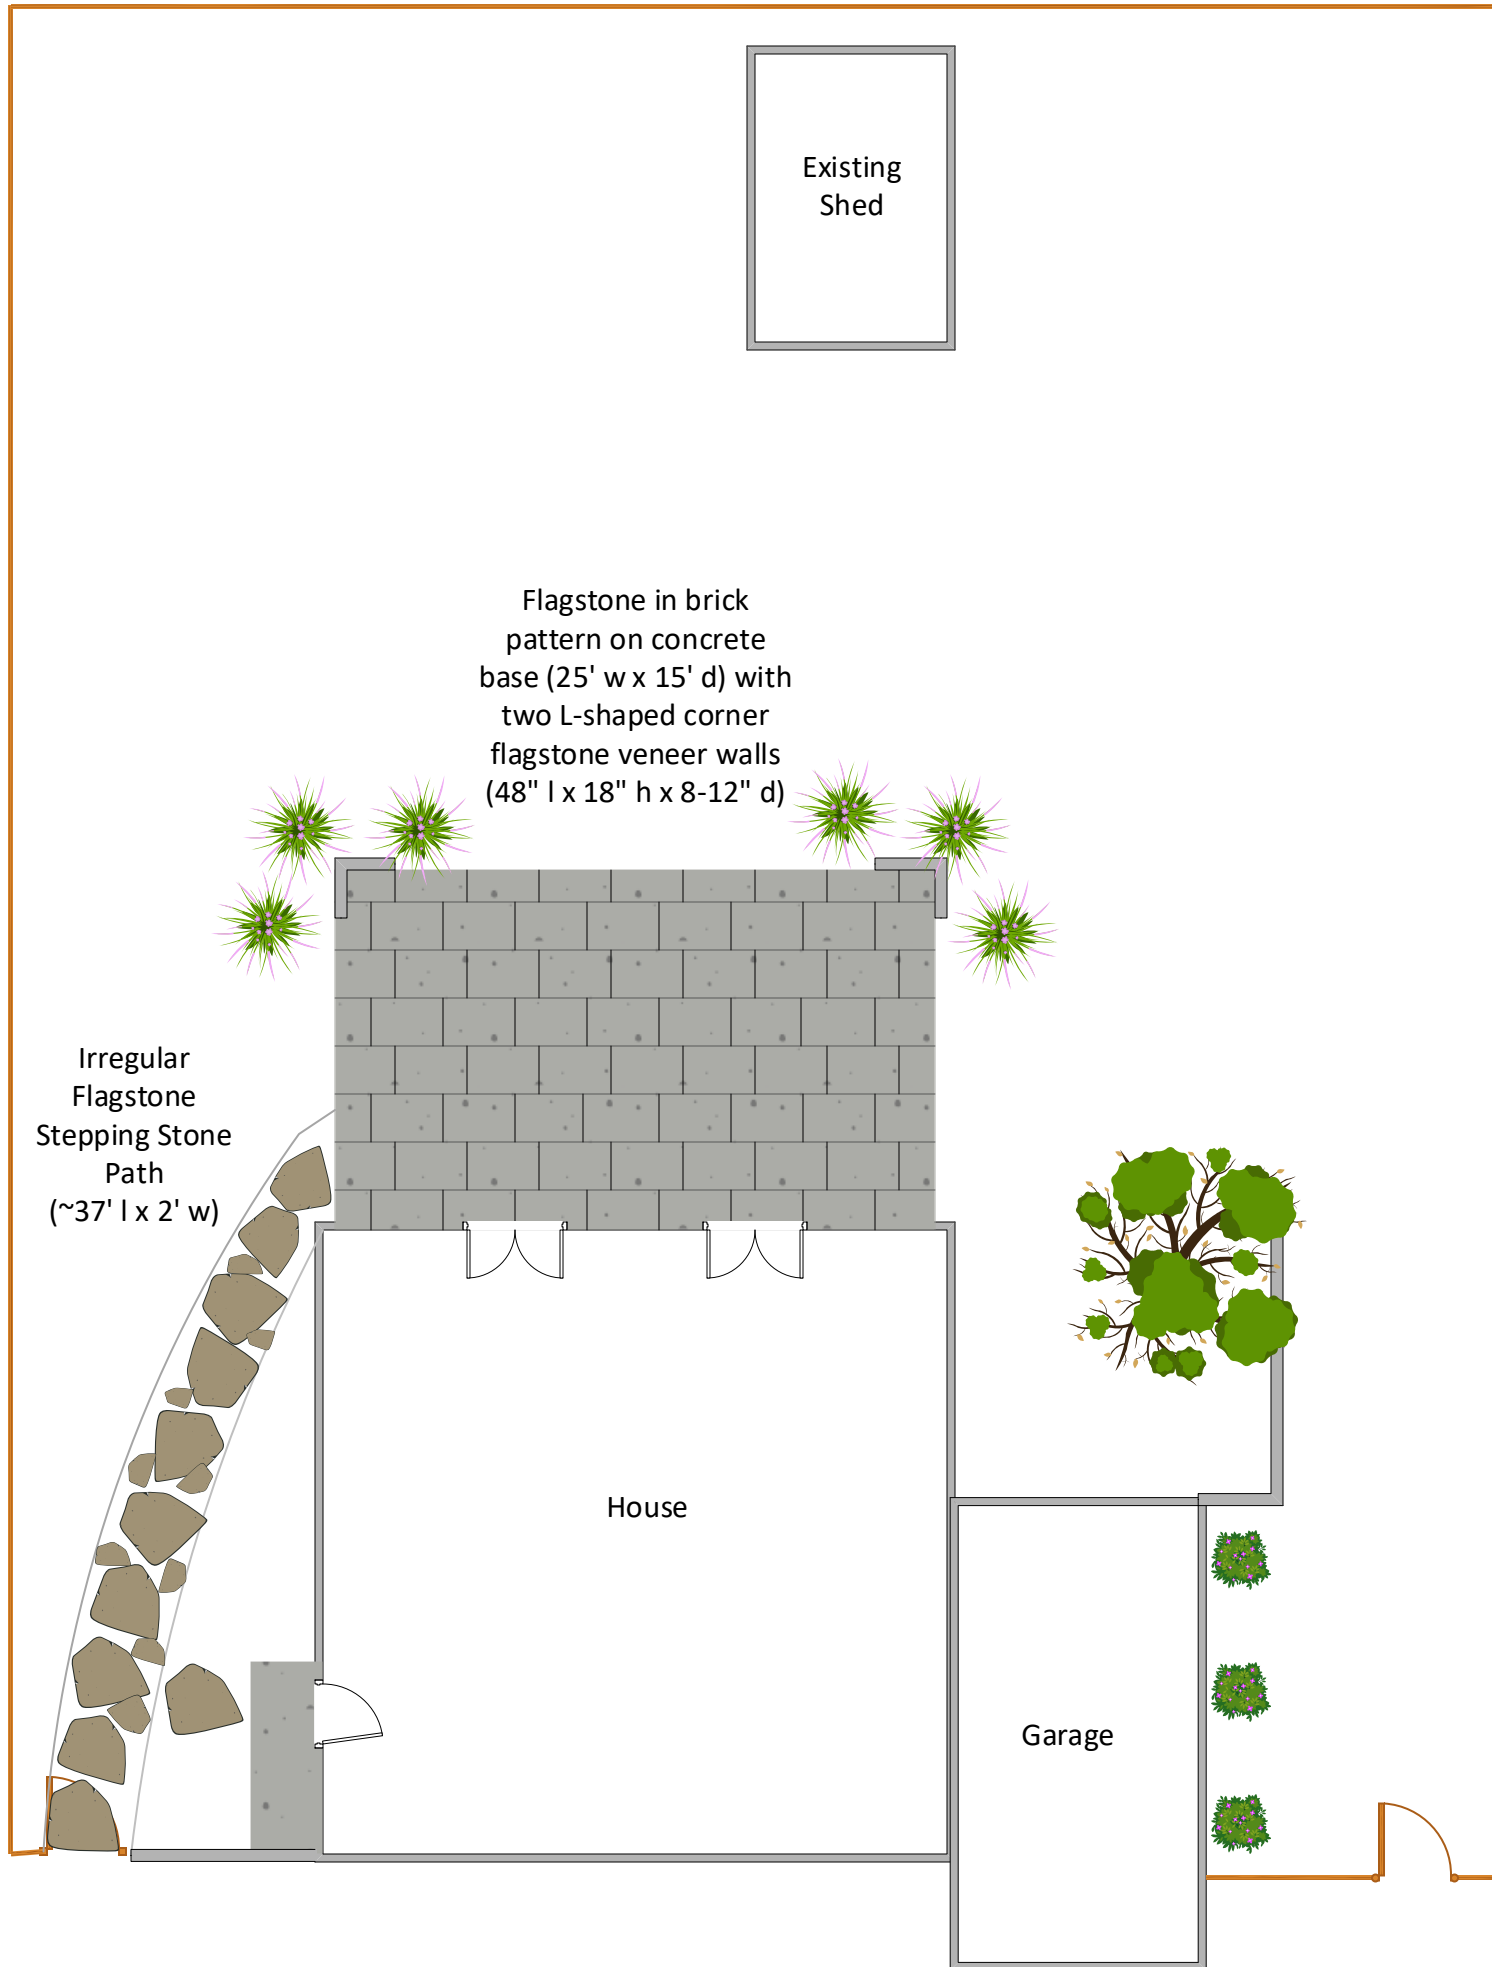 Existing
Shed
Flagstone in brick
pattern on concrete
base (25' w x 15' d) with
two L-shaped corner
flagstone veneer walls
(48" l x 18" h x 8-12" d)
Irregular
Flagstone
Stepping Stone
Path
(~37' l x 2' w)
House
Garage